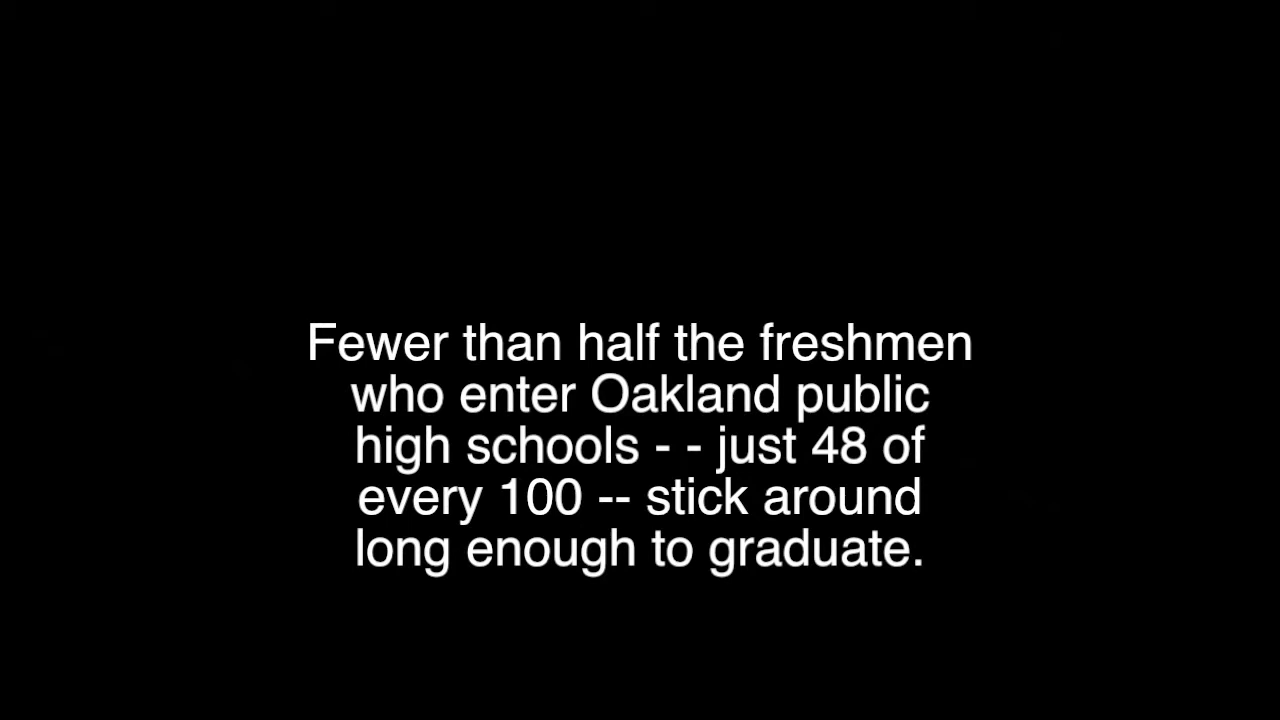 Fewer than half the freshmen
who enter Oakland public
high schools - - just 48 of
every 100 -- stick around
long enough to graduate.